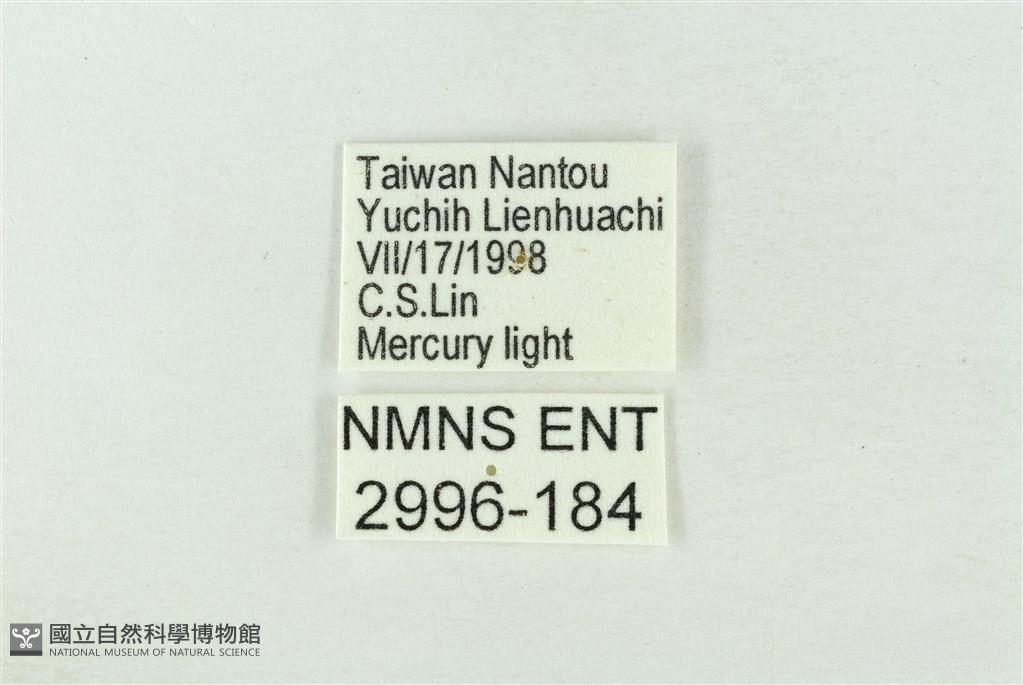 Taiwan Nantou
Yuchih Lienhuachi
VII/17/1998
C.S.Lin
Mercury light
NMNS ENT
2996-184
國立自然科學博物館
NATIONAL MUSEUM OF NATURAL SCIENCE